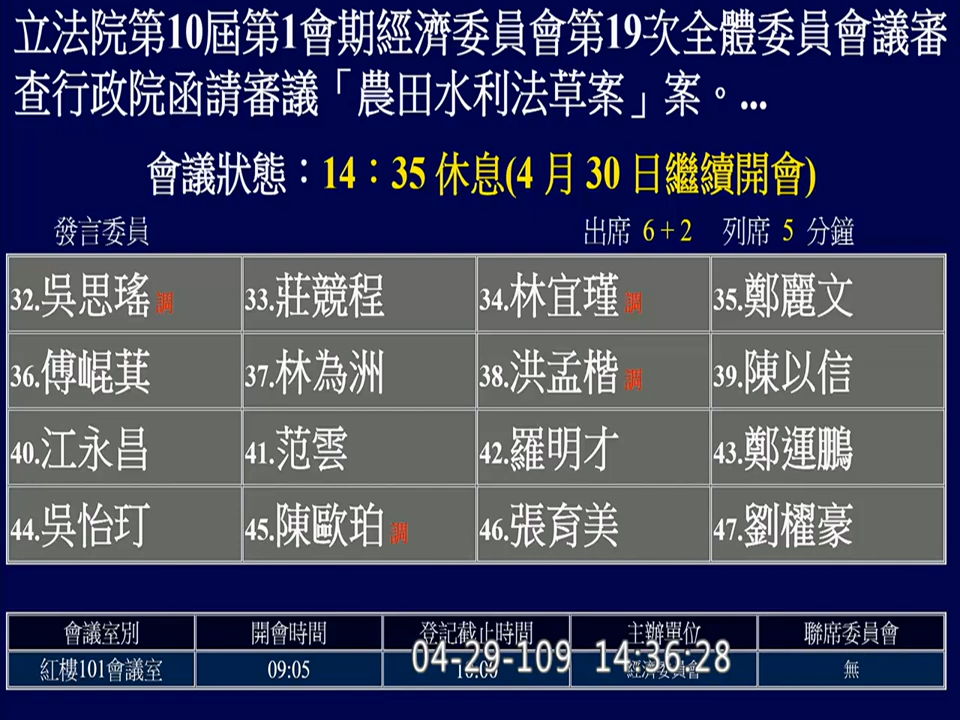 立法院第10屆第1會期經濟委員會第19次全體委員會議審
查行政院函請審議「農田水利法草案」案。...
會議狀態：14：35 休息(4 月 30 日繼續開會)
發言委員 出席 6 + 2 列席 5 分鐘
32.吳思瑤 調 33.莊競程 34.林宜瑾 調 35.鄭麗文
36.傅崐萁 37.林為洲 38.洪孟楷 調 39.陳以信
40.江永昌 41.范雲 42.羅明才 43.鄭運鵬
44.吳怡玎 45.陳歐珀 調 46.張育美 47.劉櫂豪
會議室別 開會時間 登記截止時間 主辦單位 聯席委員會
04-29-109 14:36:28
紅樓101會議室 09:05 經濟委員會 無